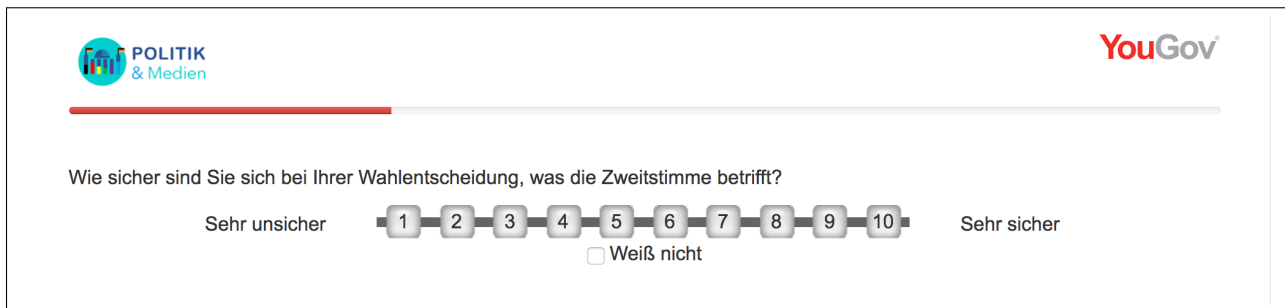 POLITIK
& Medien
YouGov®
Wie sicher sind Sie sich bei Ihrer Wahlentscheidung, was die Zweitstimme betrifft?
Sehr unsicher 1 2 3 4 5 6 7 8 9 10 Sehr sicher
Weiß nicht